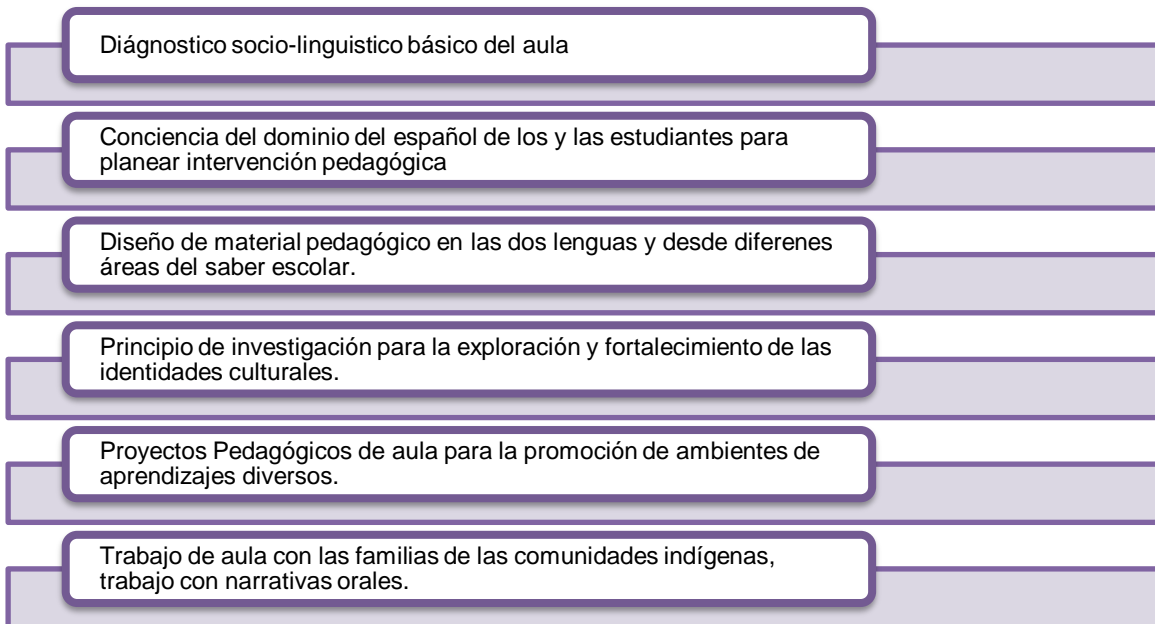 Diágnostico socio-linguistico básico del aula
Conciencia del dominio del español de los y las estudiantes para
planear intervención pedagógica
Diseño de material pedagógico en las dos lenguas y desde diferenes
áreas del saber escolar.
Principio de investigación para la exploración y fortalecimiento de las
identidades culturales.
Proyectos Pedagógicos de aula para la promoción de ambientes de
aprendizajes diversos.
Trabajo de aula con las familias de las comunidades indígenas,
trabajo con narrativas orales.